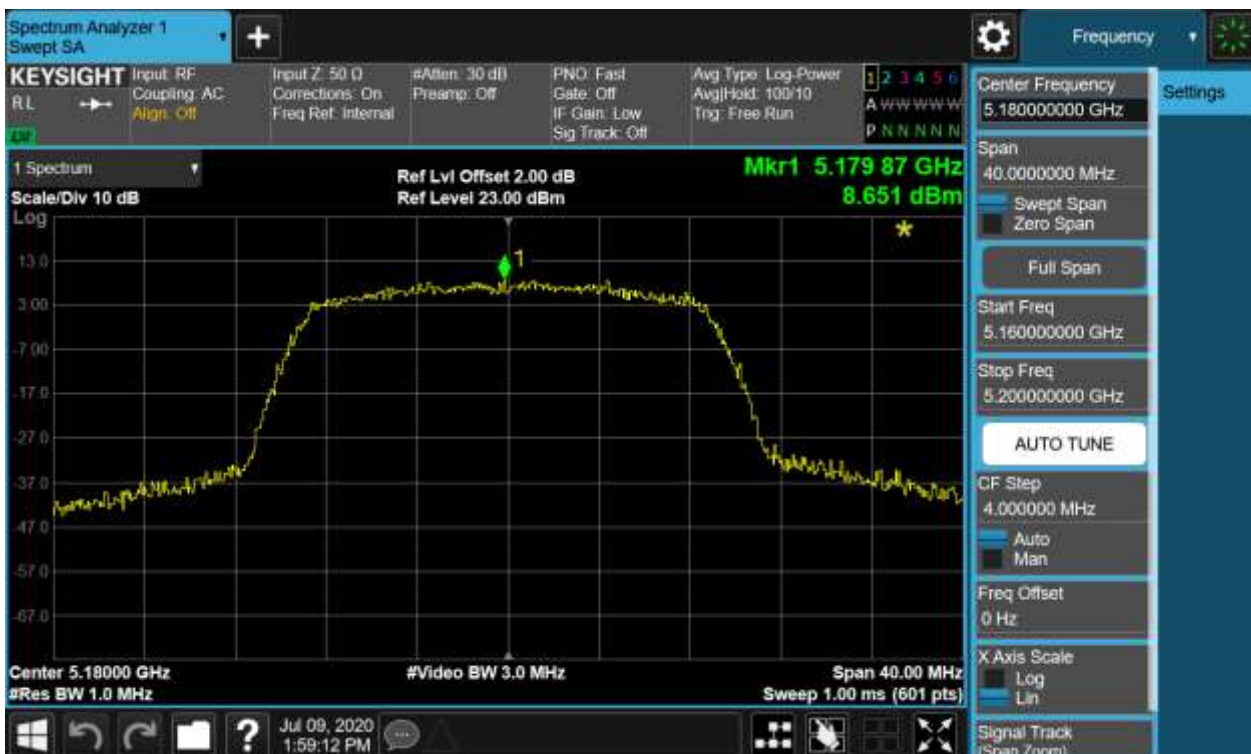 Spectrum Analyzer 1
Swept SA
+
Frequency
KEYSIGHT
RL
Input: RF
Coupling: AC
Align: Off
Input Z: 50 Ω
Corrections: On
Freq Ref: Internal
#Atten: 30 dB
Preamp: Off
PNO: Fast
Gate: Off
IF Gain: Low
Sig Track: Off
Avg Type: Log-Power
Avg|Hold: 100/10
Trig: Free Run
1 2 3 4 5 6
A W W W W W
P N N N N N
Center Frequency
5.180000000 GHz
Settings
Span
40.0000000 MHz
Swept Span
Zero Span
Full Span
Start Freq
5.160000000 GHz
Stop Freq
5.200000000 GHz
AUTO TUNE
CF Step
4.000000 MHz
Auto
Man
Freq Offset
0 Hz
X Axis Scale
Log
Lin
Signal Track
(Span Zoom)
1 Spectrum
Scale/Div 10 dB
Ref Lvl Offset 2.00 dB
Ref Level 23.00 dBm
Mkr1 5.179 87 GHz
8.651 dBm
Log
1
*
13.0
3.00
-7.00
-17.0
-27.0
-37.0
-47.0
-57.0
-67.0
Center 5.18000 GHz
#Video BW 3.0 MHz
Span 40.00 MHz
#Res BW 1.0 MHz
Sweep 1.00 ms (601 pts)
?
Jul 09, 2020
1:59:12 PM